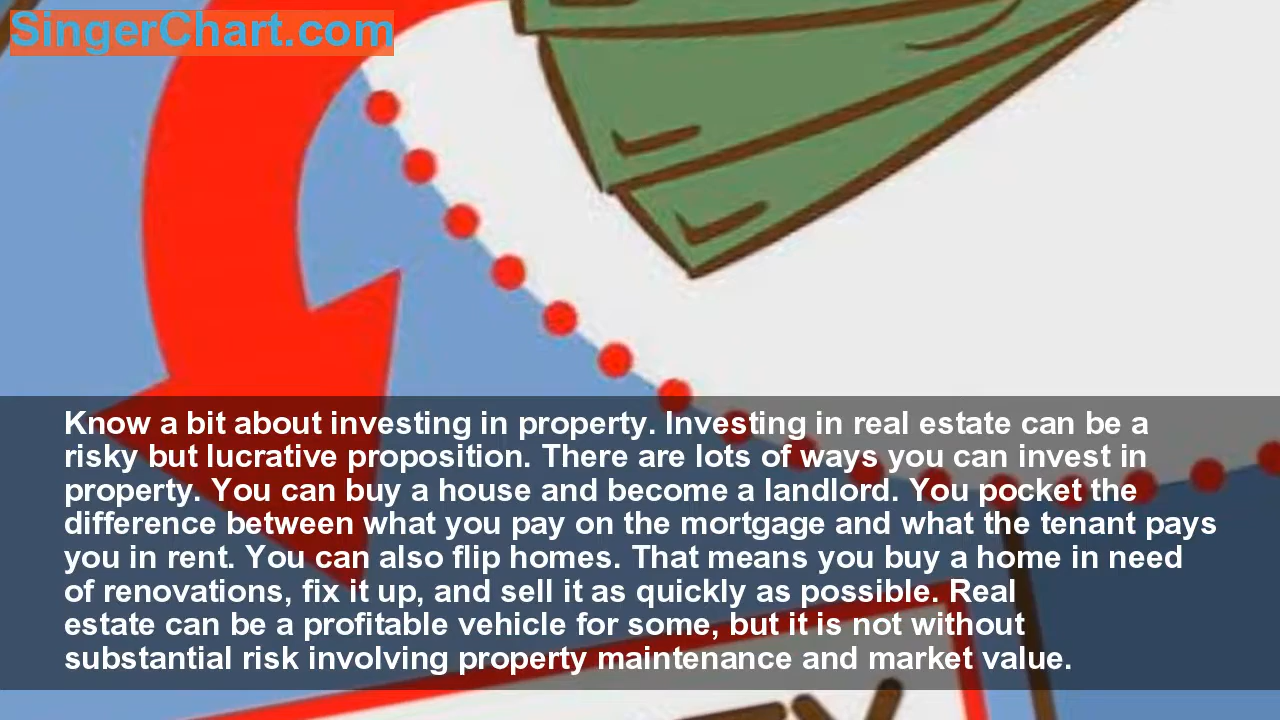 SingerChart.com
Know a bit about investing in property. Investing in real estate can be a
risky but lucrative proposition. There are lots of ways you can invest in
property. You can buy a house and become a landlord. You pocket the
difference between what you pay on the mortgage and what the tenant pays
you in rent. You can also flip homes. That means you buy a home in need
of renovations, fix it up, and sell it as quickly as possible. Real
estate can be a profitable vehicle for some, but it is not without
substantial risk involving property maintenance and market value.